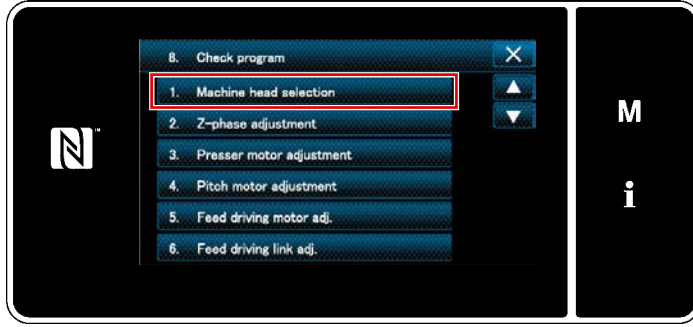 8. Check program
1. Machine head selection
2. Z-phase adjustment
3. Presser motor adjustment
4. Pitch motor adjustment
5. Feed driving motor adj.
6. Feed driving link adj.
N™
M
i